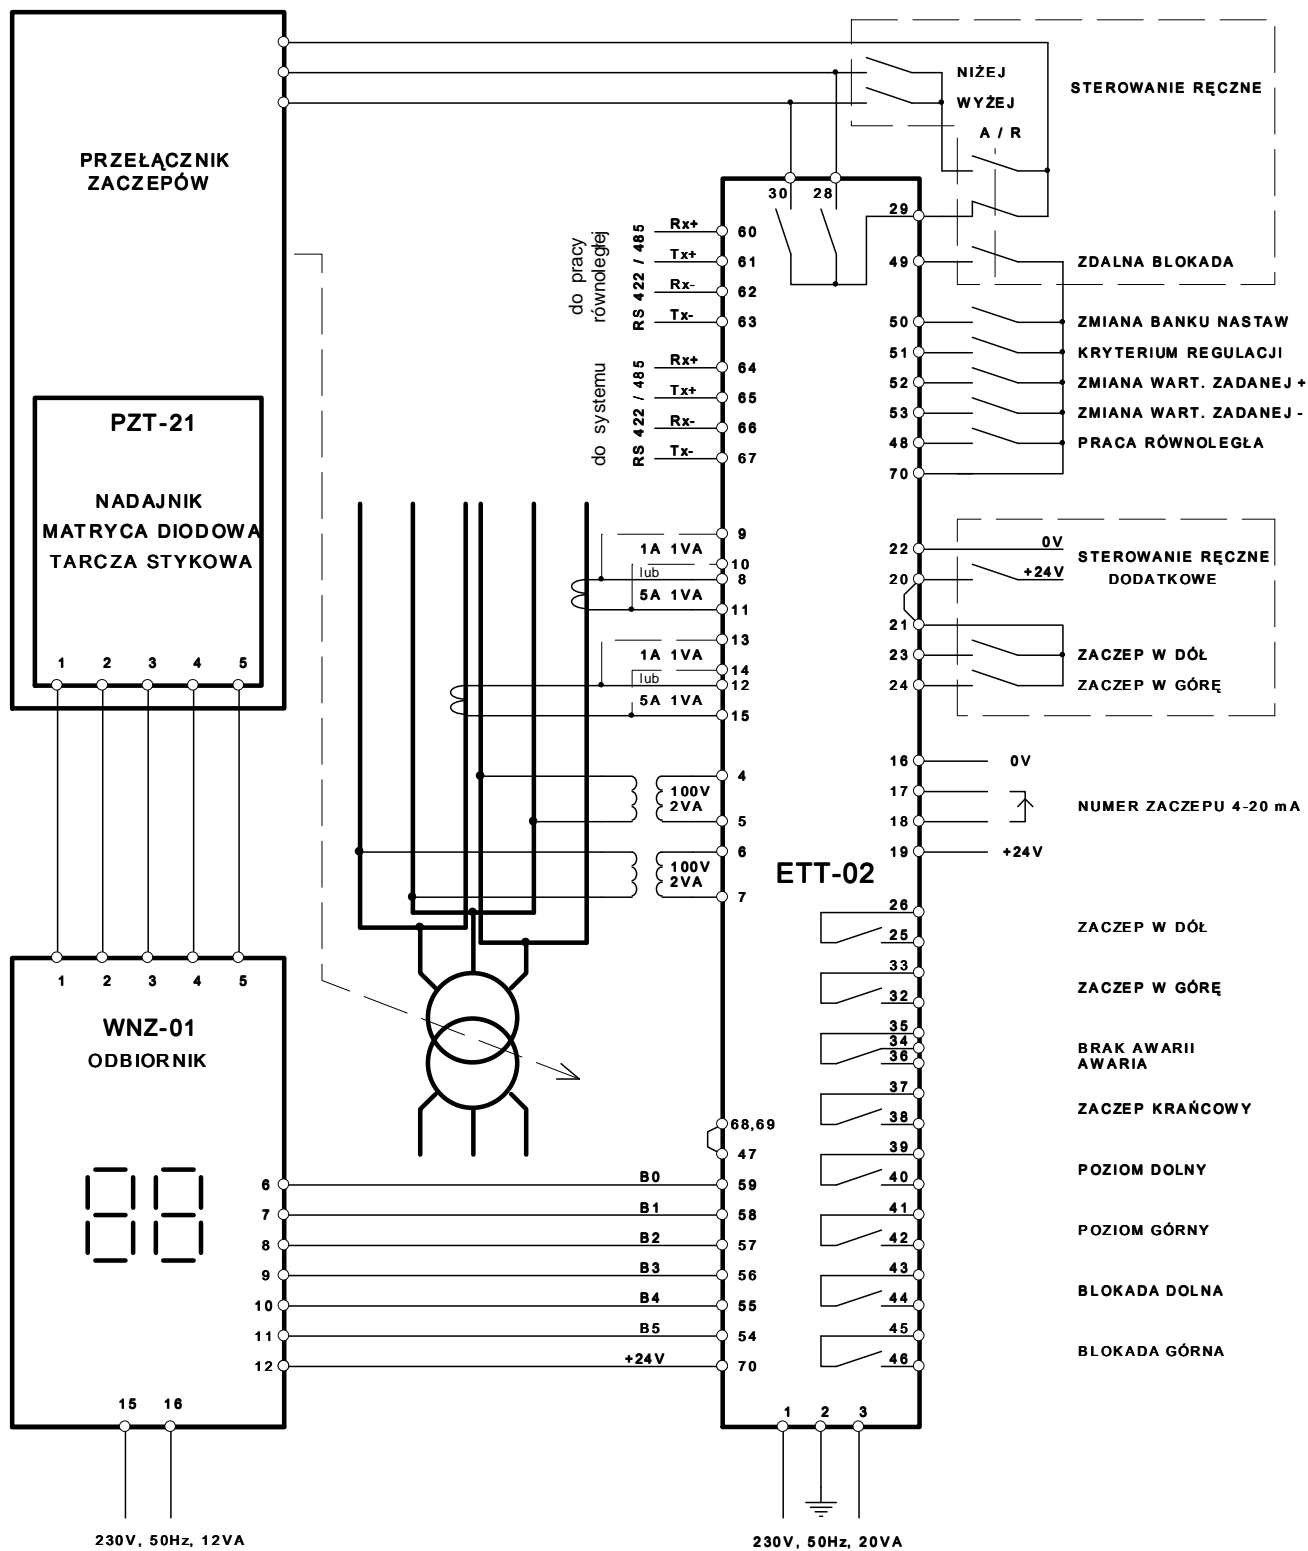 NIŻEJ
WYŻEJ
STEROWANIE RĘCZNE
A / R
PRZEŁĄCZNIK
ZACZEPÓW
30 28
29
do pracy
równoległej
RS 422 / 485
Rx+ 60
Tx+ 61
Rx- 62
Tx- 63
49 ZDALNA BLOKADA
50 ZMIANA BANKU NASTAW
51 KRYTERIUM REGULACJI
52 ZMIANA WART. ZADANEJ +
53 ZMIANA WART. ZADANEJ -
48 PRACA RÓWNOLEGŁA
70
do systemu
RS 422 / 485
Rx+ 64
Tx+ 65
Rx- 66
Tx- 67
PZT-21
NADAJNIK
MATRYCA DIODOWA
TARCZA STYKOWA
1 2 3 4 5
9
1A 1VA
10
lub
8
5A 1VA
11
13
1A 1VA
14
lub
12
5A 1VA
15
22 0V
STEROWANIE RĘCZNE
DODATKOWE
20 +24V
21
23 ZACZEP W DÓŁ
24 ZACZEP W GÓRĘ
4
100V
2VA
5
6
100V
2VA
7
16 0V
17
18
NUMER ZACZEPU 4-20 mA
19 +24V
ETT-02
26
25
ZACZEP W DÓŁ
33
32
ZACZEP W GÓRĘ
35
34
36
BRAK AWARII
AWARIA
37
38
ZACZEP KRAŃCOWY
39
40
POZIOM DOLNY
41
42
POZIOM GÓRNY
43
44
BLOKADA DOLNA
45
46
BLOKADA GÓRNA
1 2 3 4 5
WNZ-01
ODBIORNIK
68,69
47
6 B0 59
7 B1 58
8 B2 57
9 B3 56
10 B4 55
11 B5 54
12 +24V 70
15 16
230V, 50Hz, 12VA
1 2 3
230V, 50Hz, 20VA